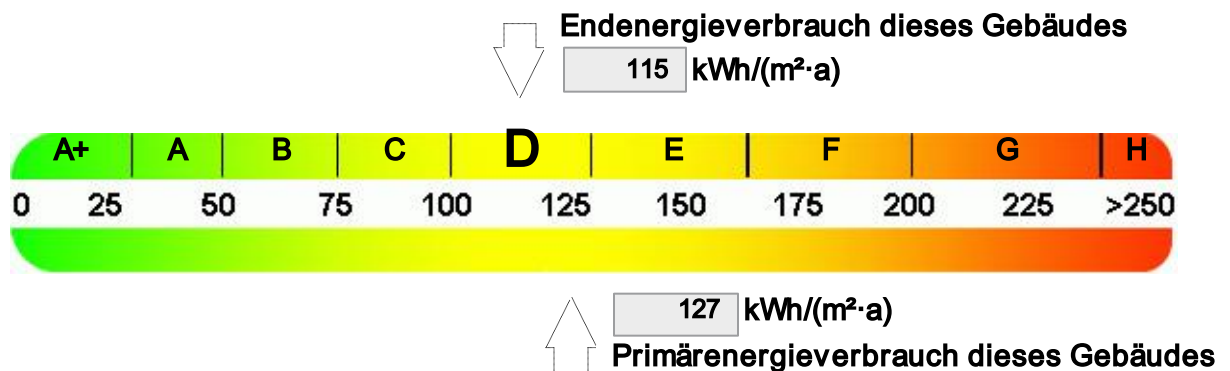 Endenergieverbrauch dieses Gebäudes
115 kWh/(m²·a)
A+ A B C D E F G H
0 25 50 75 100 125 150 175 200 225 >250
127 kWh/(m²·a)
Primärenergieverbrauch dieses Gebäudes